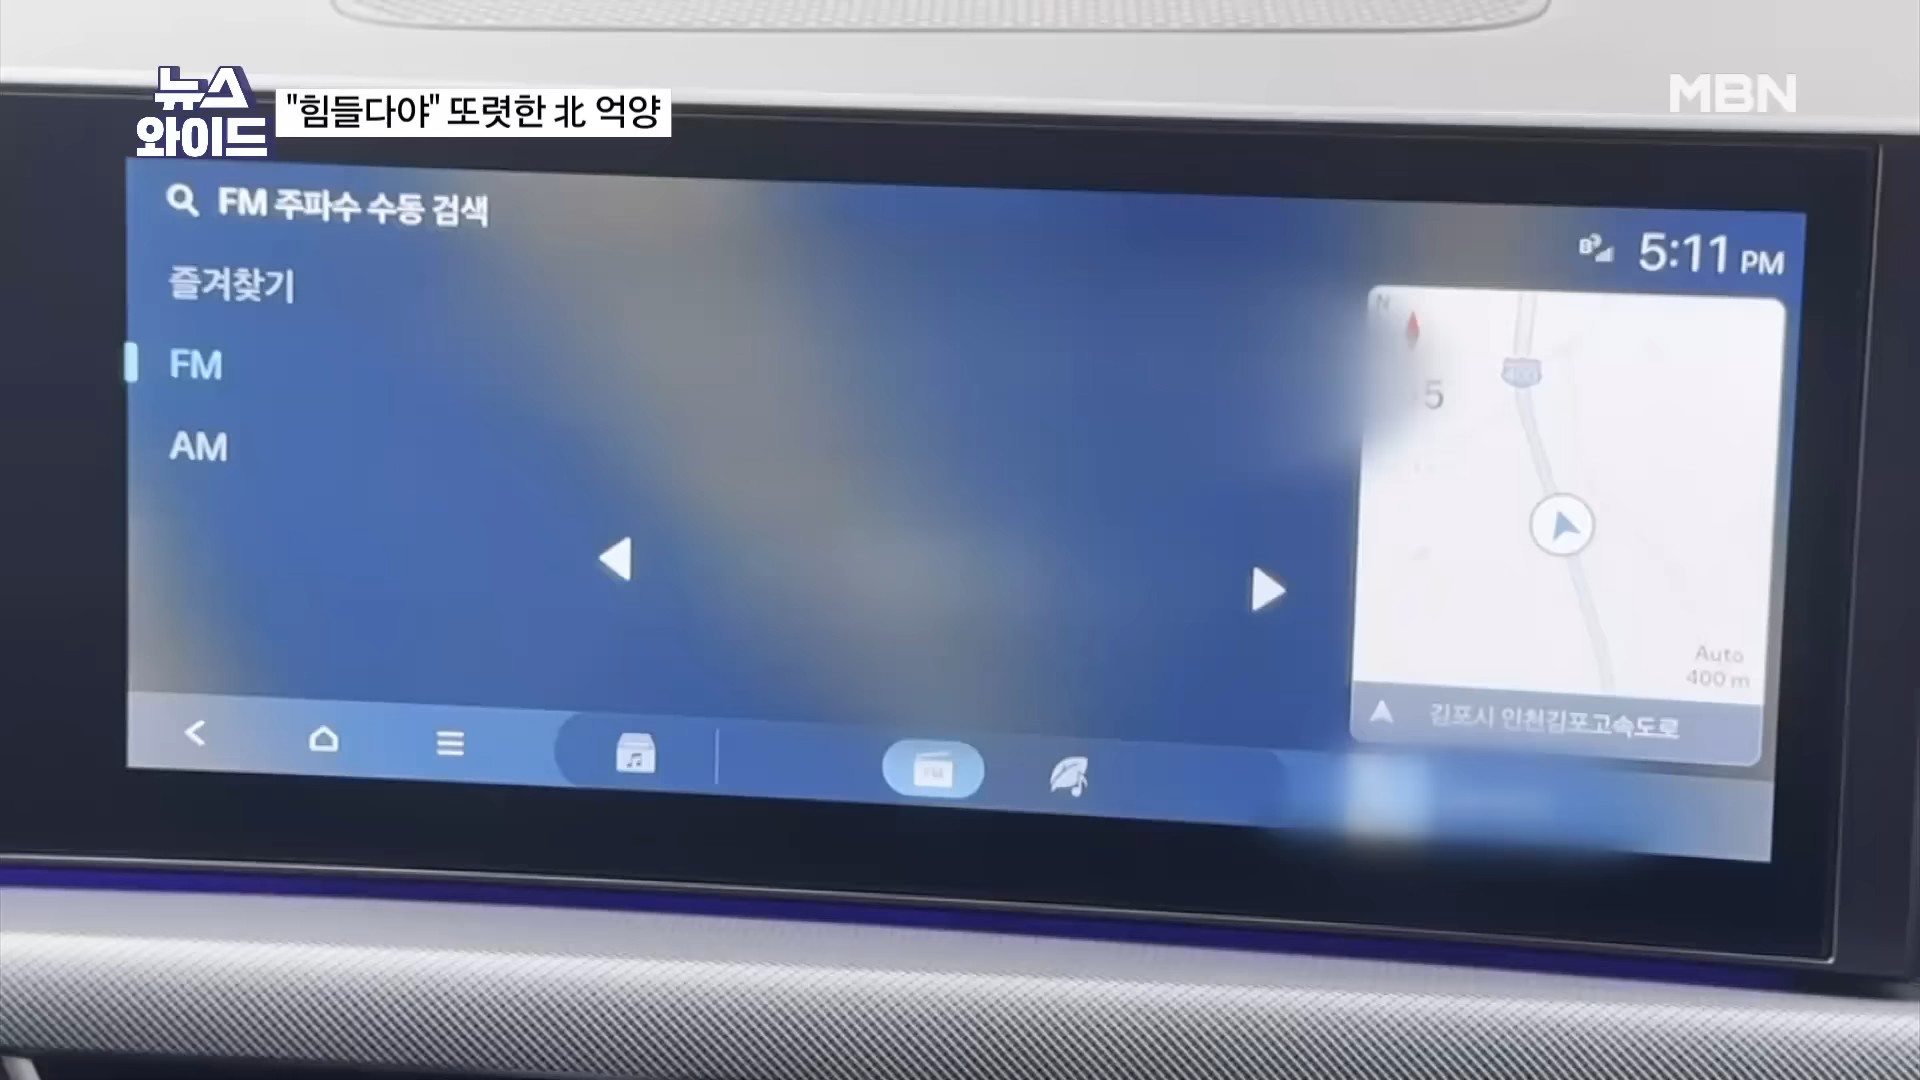 뉴스
와이드
"힘들다야" 또렷한 北 억양
MBN
FM 주파수 수동 검색
5:11 PM
즐겨찾기
FM
AM
N
5
400
Auto
400 m
김포시 인천김포고속도로
FM